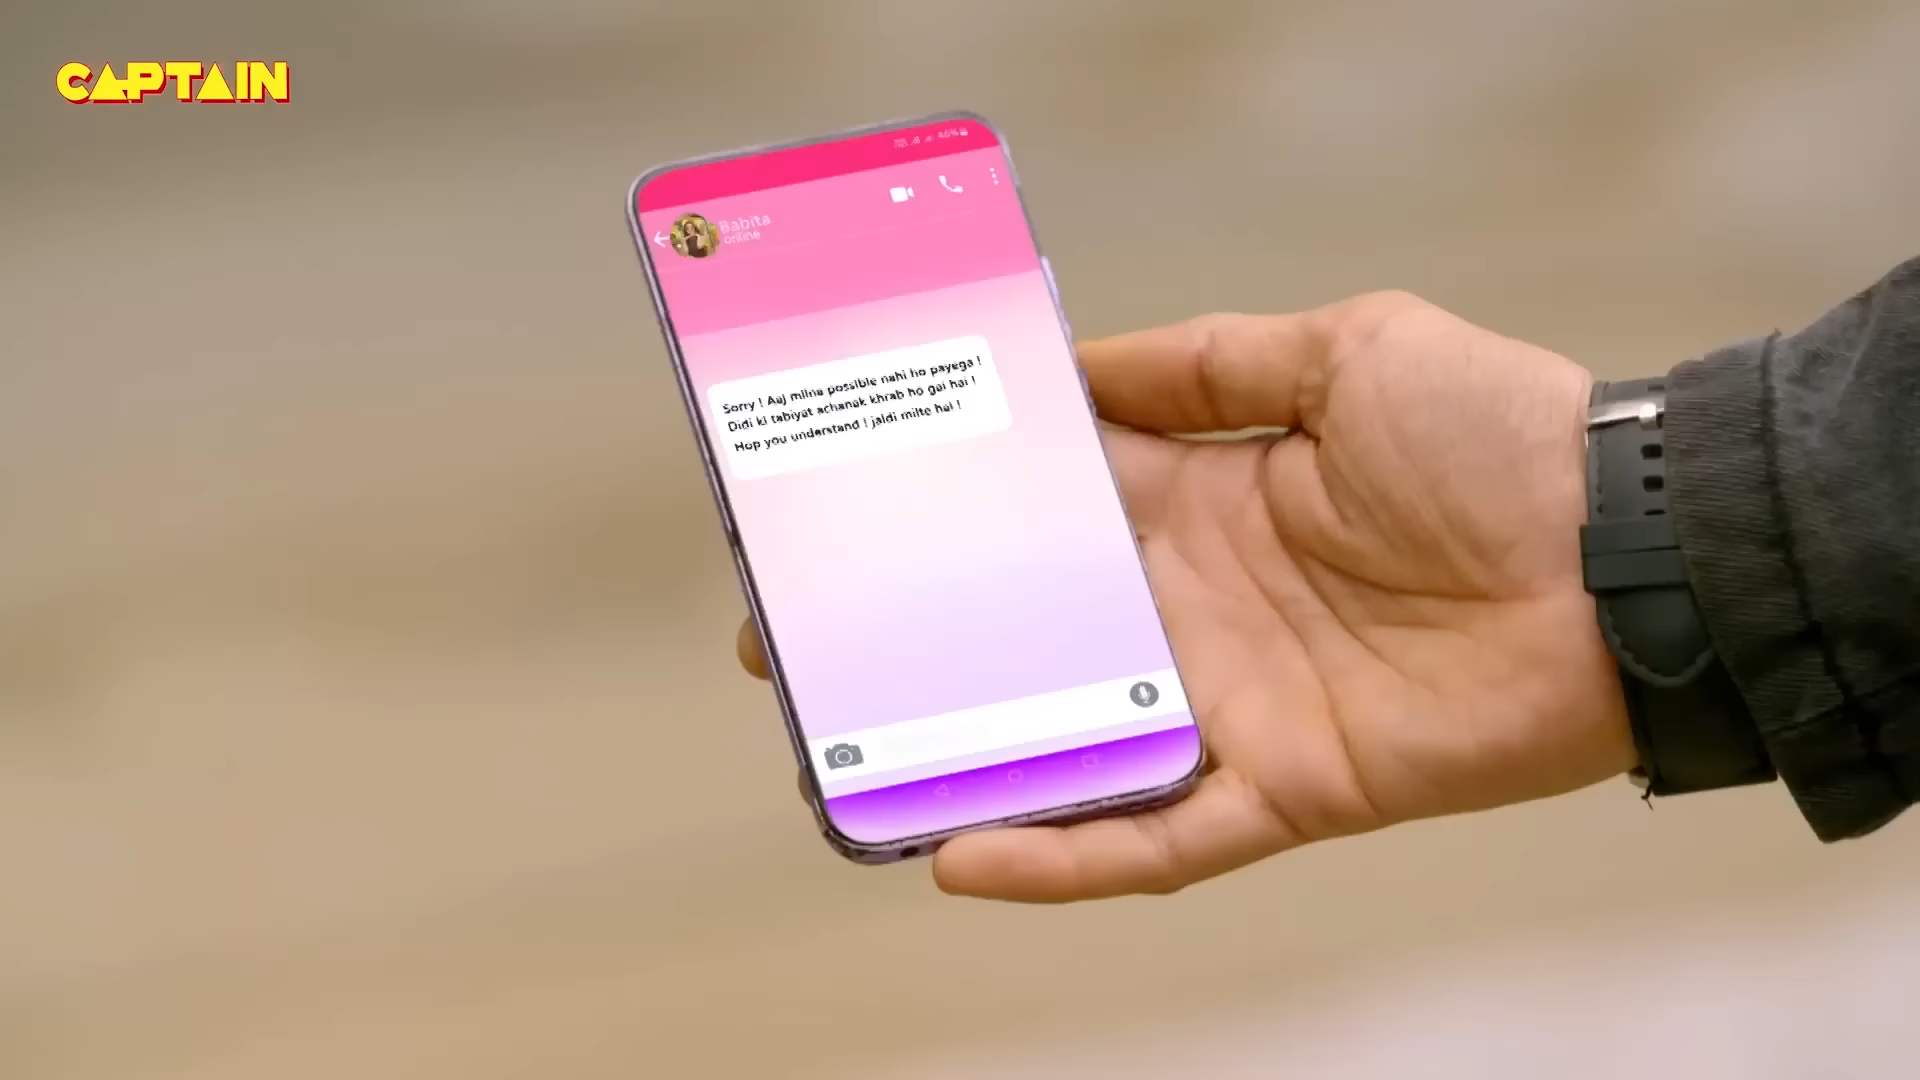 CAPTAIN
46%
Babita
online
Sorry ! Aaj milna possible nahi ho payega !
Didi ki tabiyat achanak khrab ho gai hai !
Hop you understand ! jaldi milte hai !